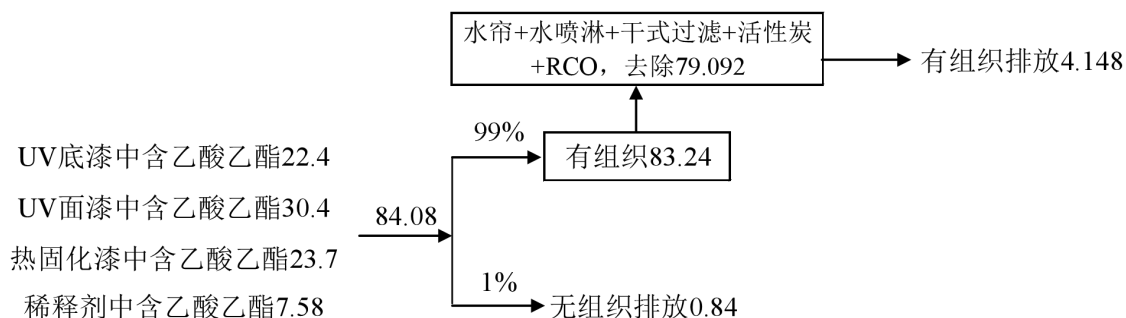 水帘+水喷淋+干式过滤+活性炭
+RCO，去除79.092
有组织排放4.148
99%
有组织83.24
UV底漆中含乙酸乙酯22.4
UV面漆中含乙酸乙酯30.4
84.08
热固化漆中含乙酸乙酯23.7
1%
稀释剂中含乙酸乙酯7.58
无组织排放0.84